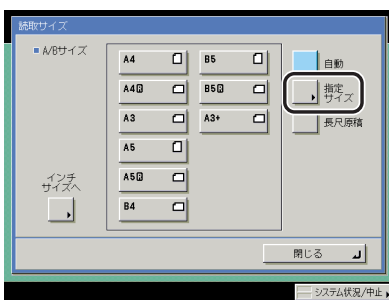 読取サイズ
A/Bサイズ
A4
B5
自動
A4R
B5R
指定
サイズ
A3
A3+
長尺原稿
A5
A5R
インチ
サイズへ
B4
閉じる
システム状況/中止